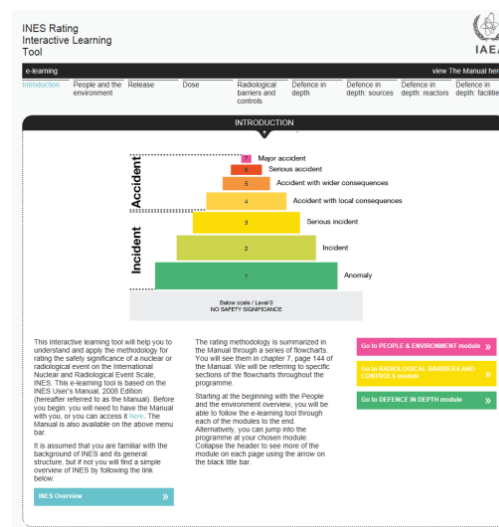 INES Rating
Interactive Learning
Tool
IAEA
e-learning
view The Manual her
Introduction
People and the
environment
Release
Dose
Radiological
barriers and
controls
Defence in
depth
Defence in
depth: sources
Defence in
depth: reactors
Defence in
depth: facilitie
INTRODUCTION
Accident
Incident
7 Major accident
6 Serious accident
5 Accident with wider consequences
4 Accident with local consequences
3 Serious incident
2 Incident
1 Anomaly
Below scale / Level 0
NO SAFETY SIGNIFICANCE
This interactive learning tool will help you to
understand and apply the methodology for
rating the safety significance of a nuclear or
radiological event on the International
Nuclear and Radiological Event Scale,
INES. This e-learning tool is based on the
INES User's Manual, 2008 Edition
(hereafter referred to as the Manual). Before
you begin: you will need to have the Manual
with you, or you can access it here. The
Manual is also available on the above menu
bar.
It is assumed that you are familiar with the
background of INES and its general
structure, but if not you will find a simple
overview of INES by following the link
below:
INES Overview »
The rating methodology is summarized in
the Manual through a series of flowcharts.
You will see them in chapter 7, page 144 of
the Manual. We will be referring to specific
sections of the flowcharts throughout the
programme.
Starting at the beginning with the People
and the environment overview, you will be
able to follow the e-learning tool through
each of the modules to the end.
Alternatively, you can jump into the
programme at your chosen module.
Collapse the header to see more of the
module on each page using the arrow on
the black title bar.
Go to PEOPLE & ENVIRONMENT module »
Go to RADIOLOGICAL BARRIERS AND
CONTROLS module »
Go to DEFENCE IN DEPTH module »